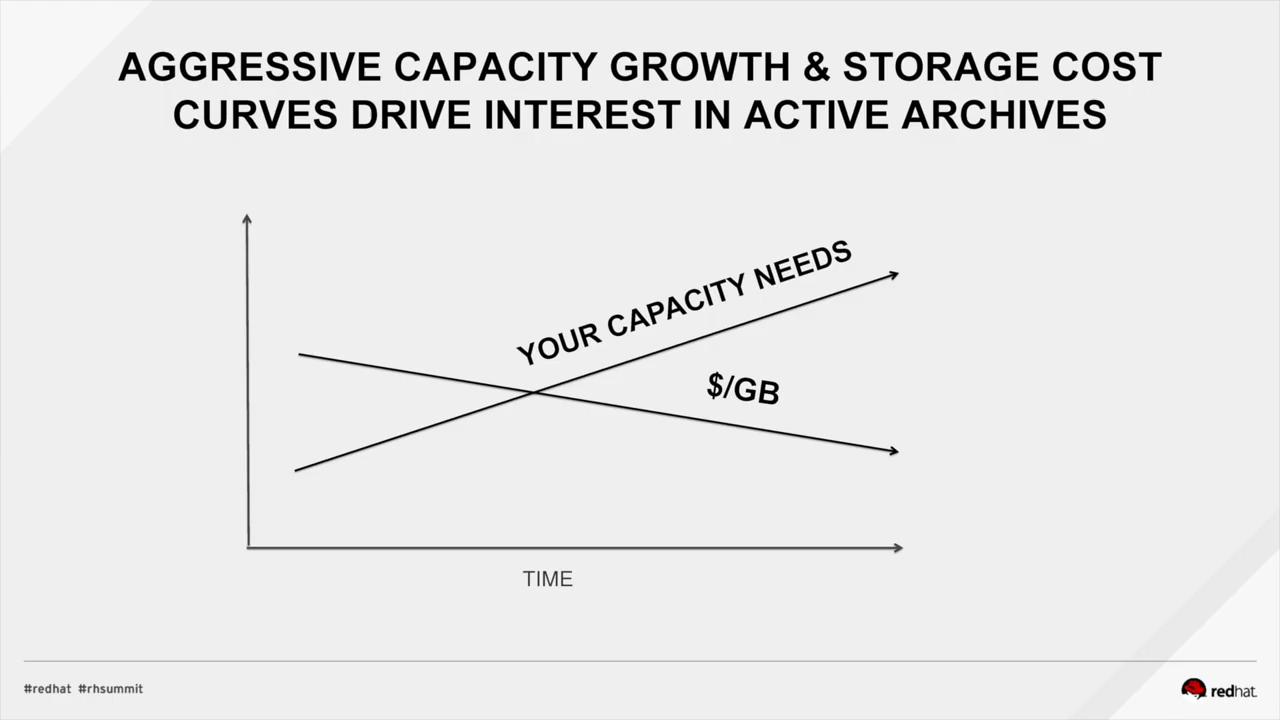 AGGRESSIVE CAPACITY GROWTH & STORAGE COST
CURVES DRIVE INTEREST IN ACTIVE ARCHIVES
YOUR CAPACITY NEEDS
$/GB
TIME
#redhat #rhsummit
redhat.